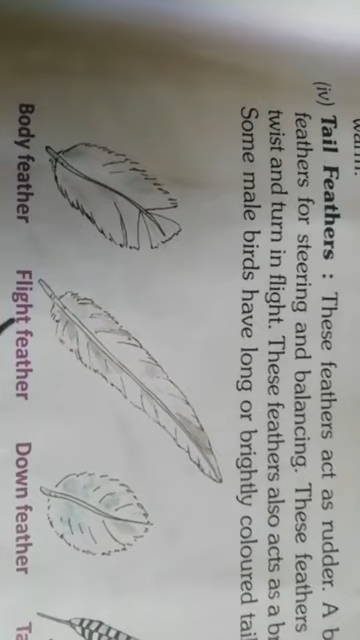 warm.
(iv) Tail Feathers : These feathers act as rudder. A
feathers for steering and balancing. These feathers
twist and turn in flight. These feathers also acts as a
Some male birds have long or brightly coloured tail
Body feather Flight feather Down feather